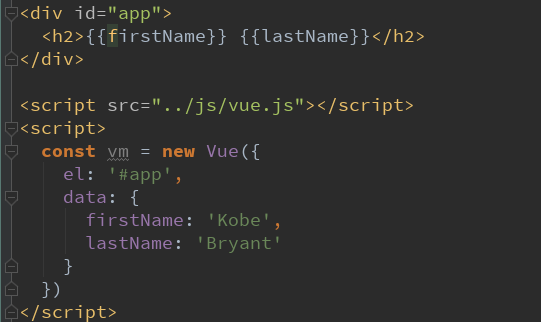 <div id="app">
  <h2>{{firstName}} {{lastName}}</h2>
</div>

<script src="../js/vue.js"></script>
<script>
  const vm = new Vue({
    el: '#app',
    data: {
      firstName: 'Kobe',
      lastName: 'Bryant'
    }
  })
</script>